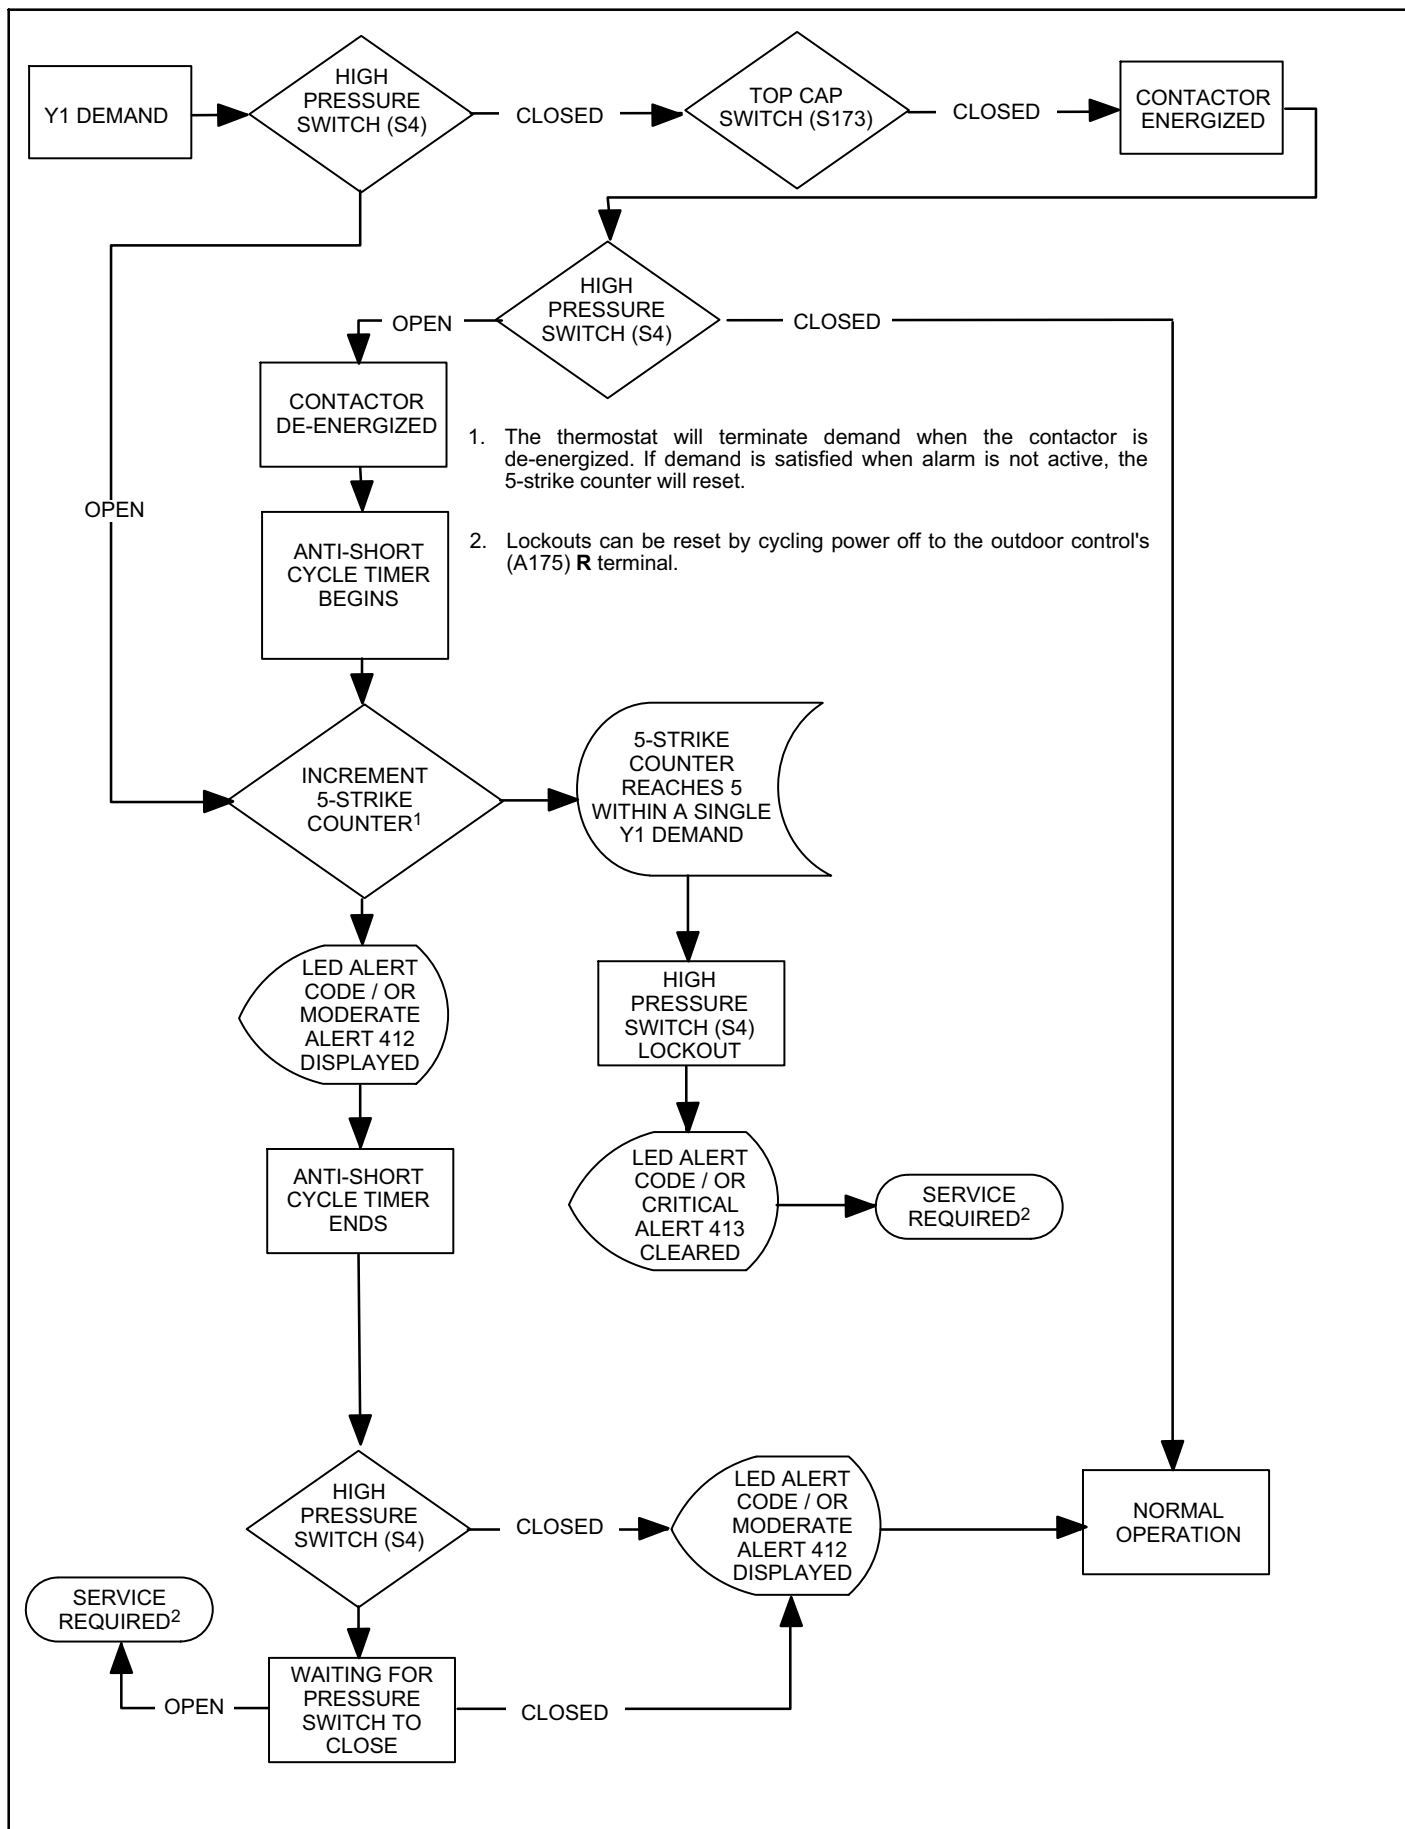 Y1 DEMAND
HIGH
PRESSURE
SWITCH (S4)
CLOSED
TOP CAP
SWITCH (S173)
CLOSED
CONTACTOR
ENERGIZED
HIGH
PRESSURE
SWITCH (S4)
OPEN
CLOSED
CONTACTOR
DE-ENERGIZED
1. The thermostat will terminate demand when the contactor is
de-energized. If demand is satisfied when alarm is not active, the
5-strike counter will reset.
OPEN
ANTI-SHORT
CYCLE TIMER
BEGINS
2. Lockouts can be reset by cycling power off to the outdoor control's
(A175) R terminal.
INCREMENT
5-STRIKE
COUNTER1
5-STRIKE
COUNTER
REACHES 5
WITHIN A SINGLE
Y1 DEMAND
LED ALERT
CODE / OR
MODERATE
ALERT 412
DISPLAYED
HIGH
PRESSURE
SWITCH (S4)
LOCKOUT
ANTI-SHORT
CYCLE TIMER
ENDS
LED ALERT
CODE / OR
CRITICAL
ALERT 413
CLEARED
SERVICE
REQUIRED2
HIGH
PRESSURE
SWITCH (S4)
CLOSED
LED ALERT
CODE / OR
MODERATE
ALERT 412
DISPLAYED
NORMAL
OPERATION
SERVICE
REQUIRED2
OPEN
WAITING FOR
PRESSURE
SWITCH TO
CLOSE
CLOSED